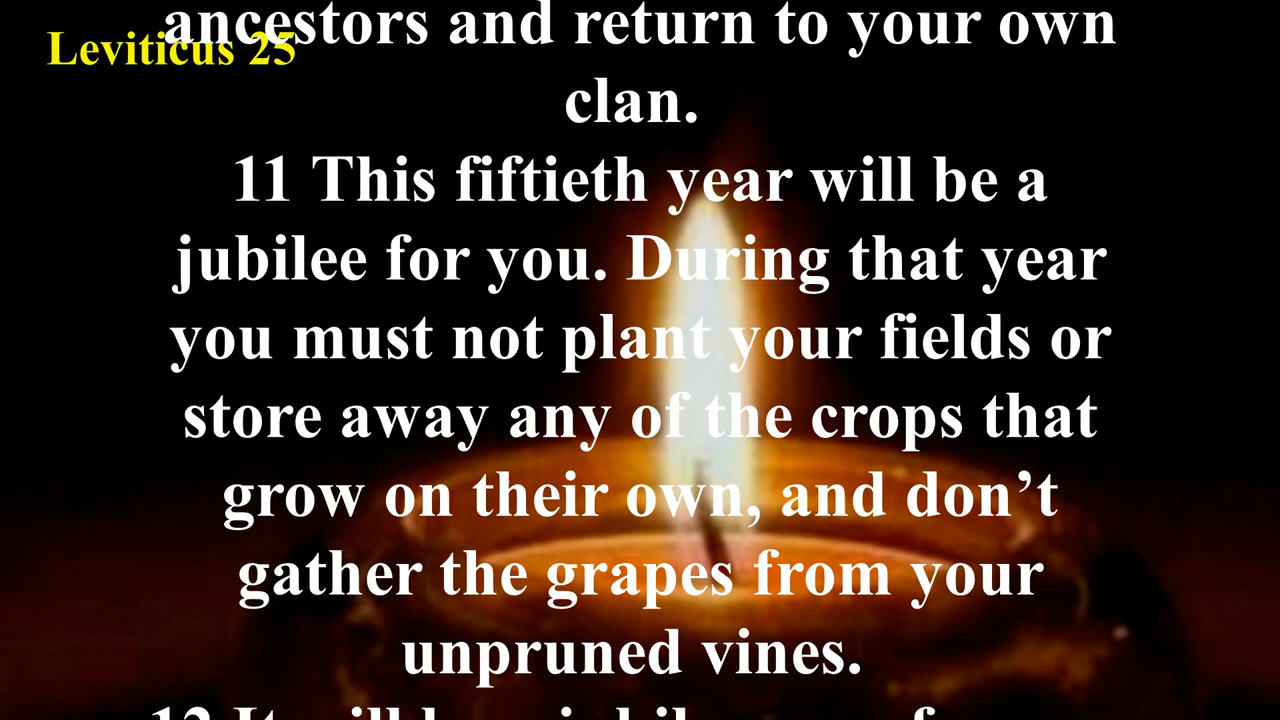 Leviticus 25
ancestors and return to your own
clan.
11 This fiftieth year will be a
jubilee for you. During that year
you must not plant your fields or
store away any of the crops that
grow on their own, and don’t
gather the grapes from your
unpruned vines.